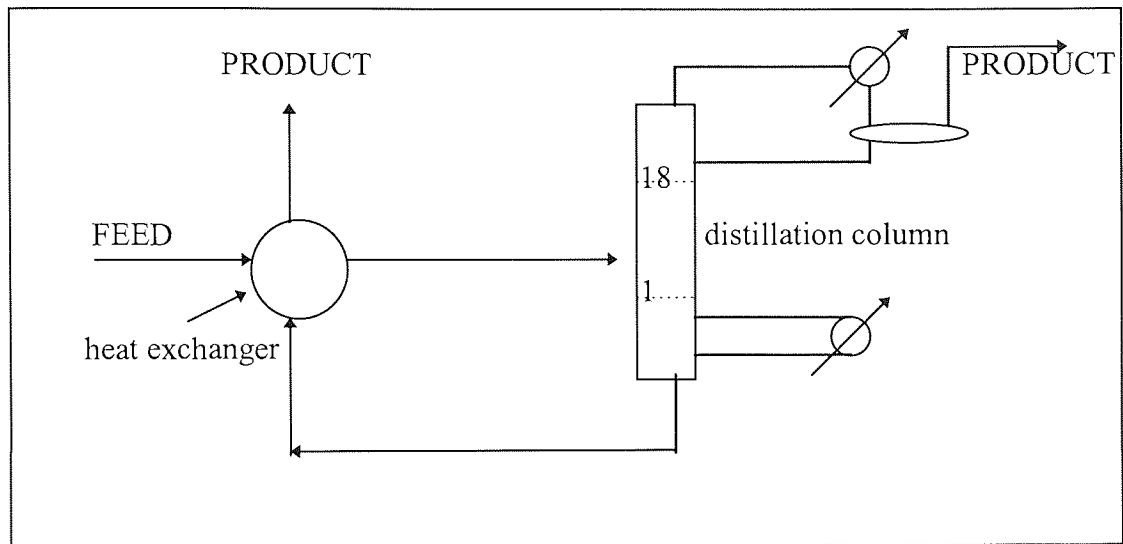 PRODUCT
PRODUCT
18
FEED
distillation column
1
heat exchanger